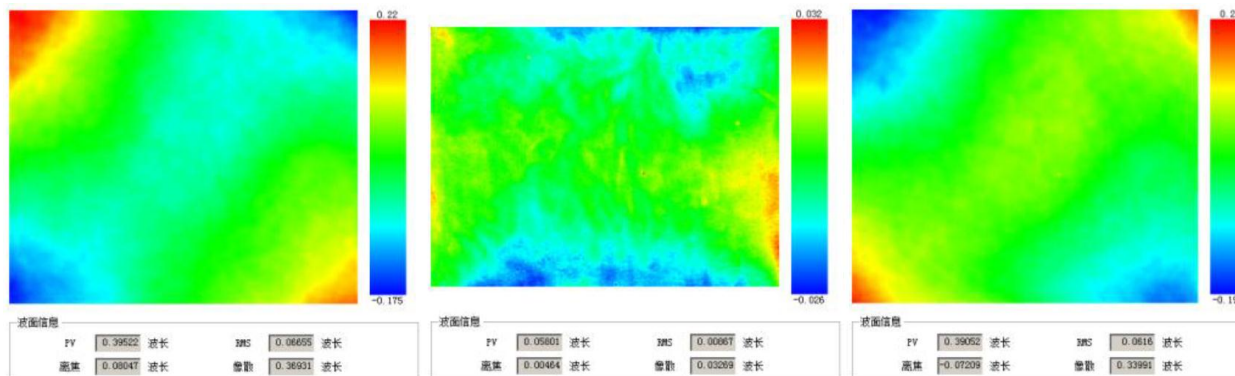 0.22
-0.175
波面信息
PV 0.39522 波长 RMS 0.06655 波长
离焦 0.08047 波长 像散 0.36931 波长
0.032
-0.026
波面信息
PV 0.05801 波长 RMS 0.00867 波长
离焦 0.00464 波长 像散 0.03269 波长
波面信息
PV 0.39052 波长 RMS 0.0616 波长
离焦 -0.07209 波长 像散 0.33991 波长